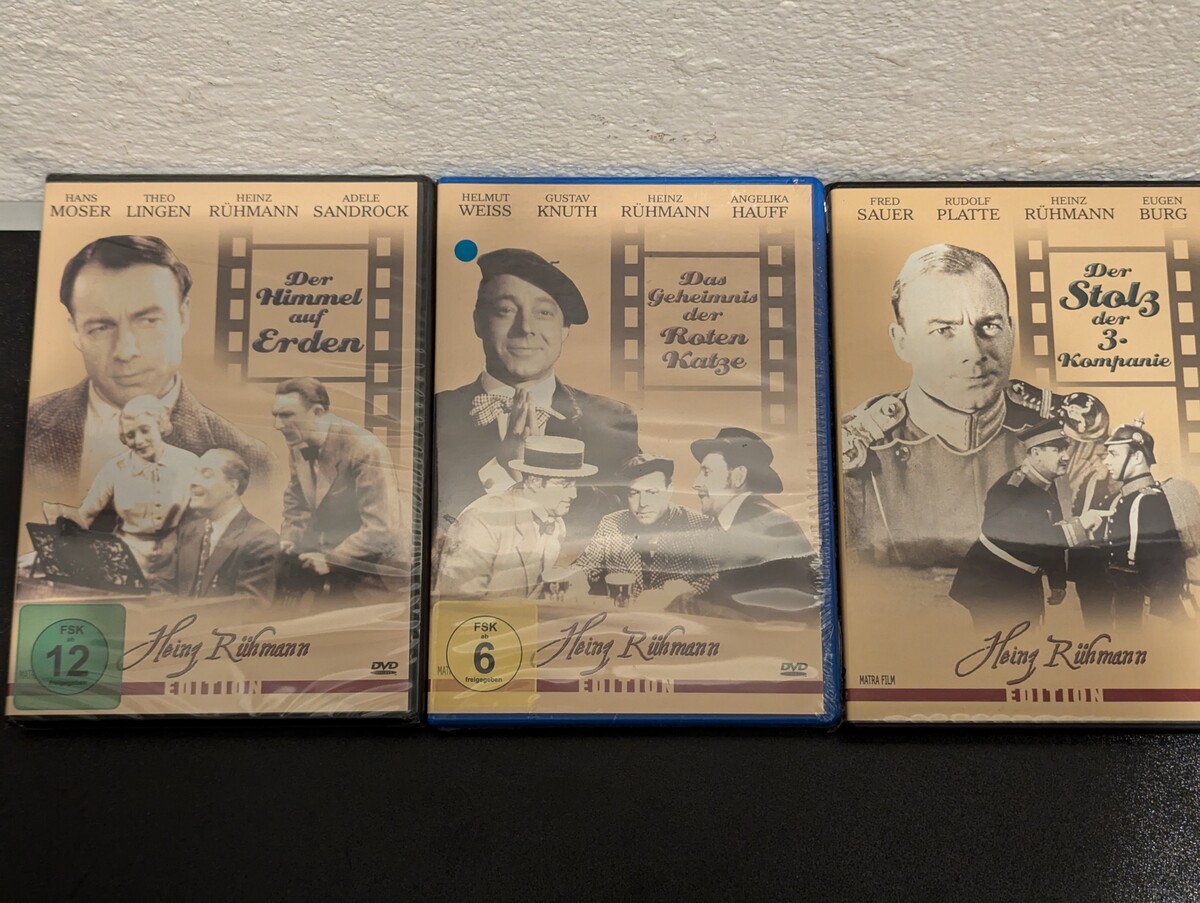 HANS MOSER
THEO LINGEN
HEINZ RÜHMANN
ADELE SANDROCK
Der
Himmel
auf
Erden
FSK
ab
12
freigegeben
Heinz Rühmann
DVD
EDITION
HELMUT WEISS
GUSTAV KNUTH
HEINZ RÜHMANN
ANGELIKA HAUFF
Das
Geheimnis
der
Roten
Katze
FSK
ab
6
freigegeben
MAT
Heinz Rühmann
DVD
EDITION
FRED SAUER
RUDOLF PLATTE
HEINZ RÜHMANN
EUGEN BURG
Der
Stolz
der
3.
Kompanie
Heinz Rühmann
MATRA FILM
EDITION